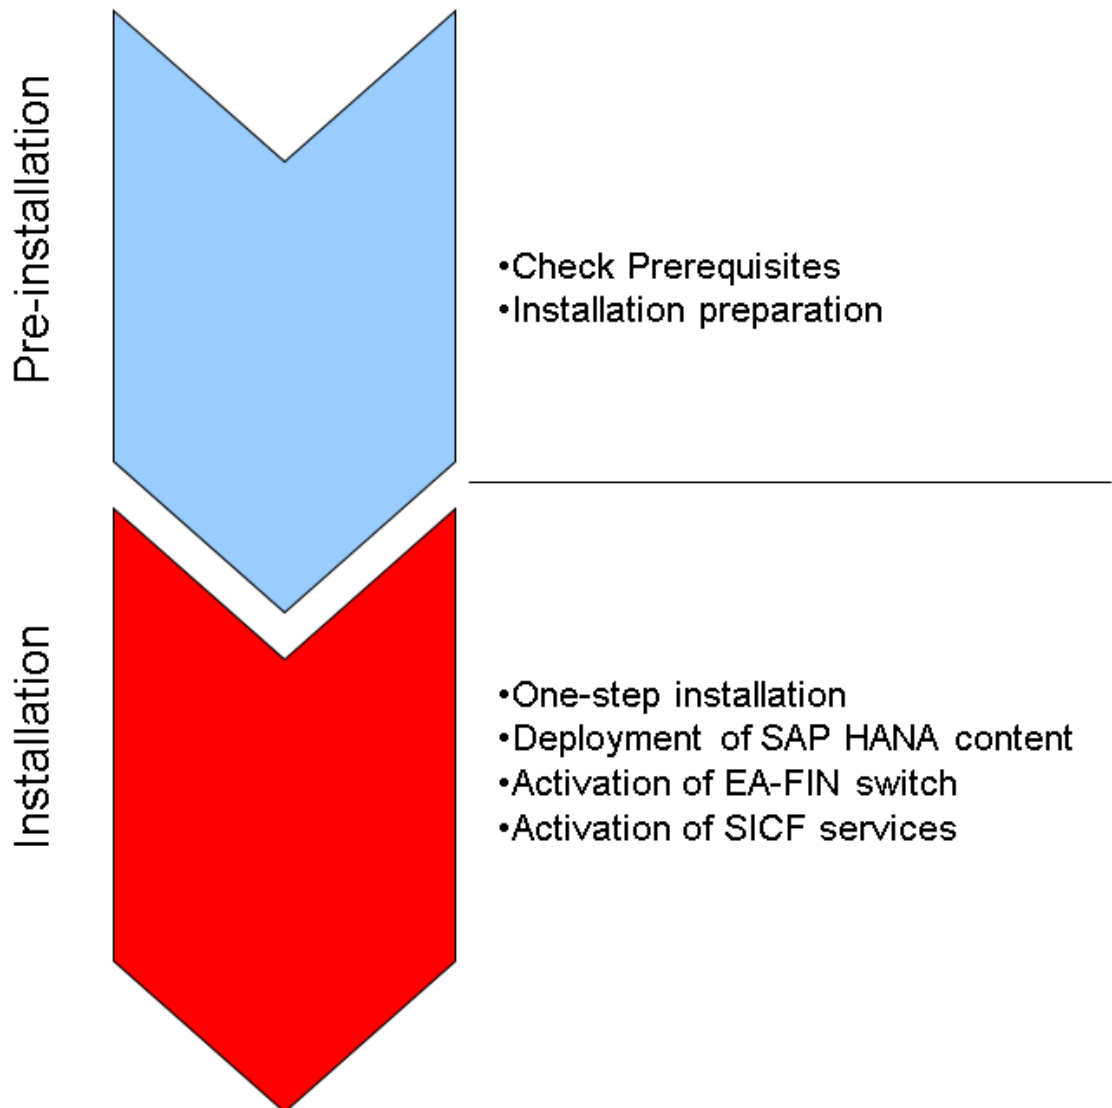 Pre-installation
•Check Prerequisites
•Installation preparation
Installation
•One-step installation
•Deployment of SAP HANA content
•Activation of EA-FIN switch
•Activation of SICF services